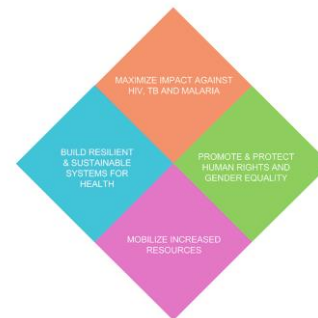 MAXIMIZE IMPACT AGAINST
HIV, TB AND MALARIA
BUILD RESILIENT
& SUSTAINABLE
SYSTEMS FOR
HEALTH
PROMOTE & PROTECT
HUMAN RIGHTS AND
GENDER EQUALITY
MOBILIZE INCREASED
RESOURCES